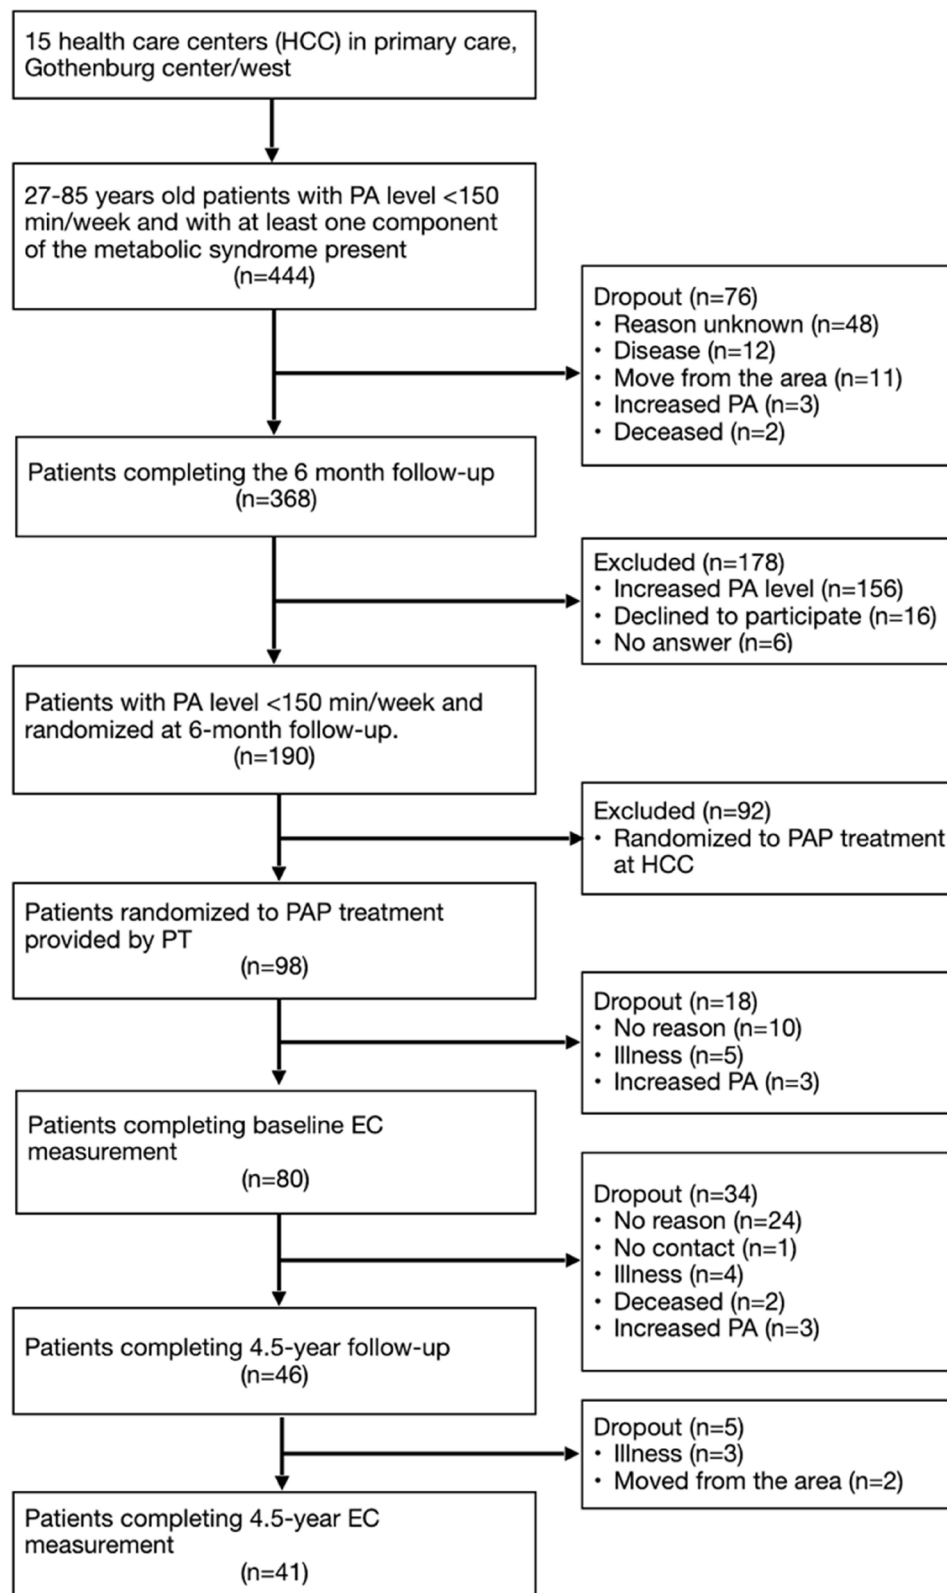 15 health care centers (HCC) in primary care,
Gothenburg center/west
27-85 years old patients with PA level <150
min/week and with at least one component
of the metabolic syndrome present
(n=444)
Dropout (n=76)
• Reason unknown (n=48)
• Disease (n=12)
• Move from the area (n=11)
• Increased PA (n=3)
• Deceased (n=2)
Patients completing the 6 month follow-up
(n=368)
Excluded (n=178)
• Increased PA level (n=156)
• Declined to participate (n=16)
• No answer (n=6)
Patients with PA level <150 min/week and
randomized at 6-month follow-up.
(n=190)
Excluded (n=92)
• Randomized to PAP treatment
at HCC
Patients randomized to PAP treatment
provided by PT
(n=98)
Dropout (n=18)
• No reason (n=10)
• Illness (n=5)
• Increased PA (n=3)
Patients completing baseline EC
measurement
(n=80)
Dropout (n=34)
• No reason (n=24)
• No contact (n=1)
• Illness (n=4)
• Deceased (n=2)
• Increased PA (n=3)
Patients completing 4.5-year follow-up
(n=46)
Dropout (n=5)
• Illness (n=3)
• Moved from the area (n=2)
Patients completing 4.5-year EC
measurement
(n=41)